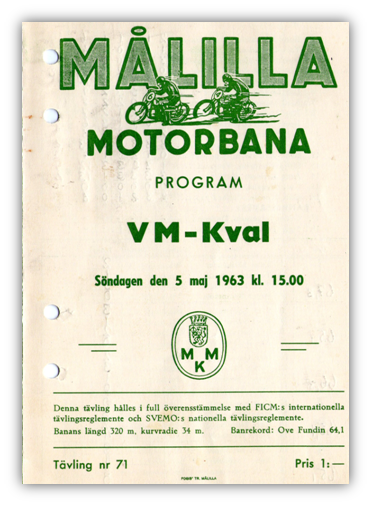 MÅLILLA
MOTORBANA
PROGRAM
VM-Kval
Söndagen den 5 maj 1963 kl. 15.00
M M
K
Denna tävling hålles i full överensstämmelse med FICM:s internationella
tävlingsreglemente och SVEMO:s nationella tävlingsreglemente.
Banans längd 320 m, kurvradie 34 m. Banrekord: Ove Fundin 64,1
Tävling nr 71 Pris 1:—
TR. MÅLILLA